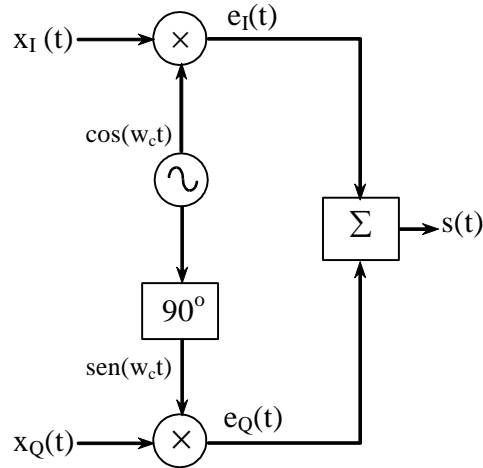 e_I(t)
x_I (t)
×
cos(w_ct)
Σ
s(t)
90°
sen(w_ct)
e_Q(t)
x_Q(t)
×